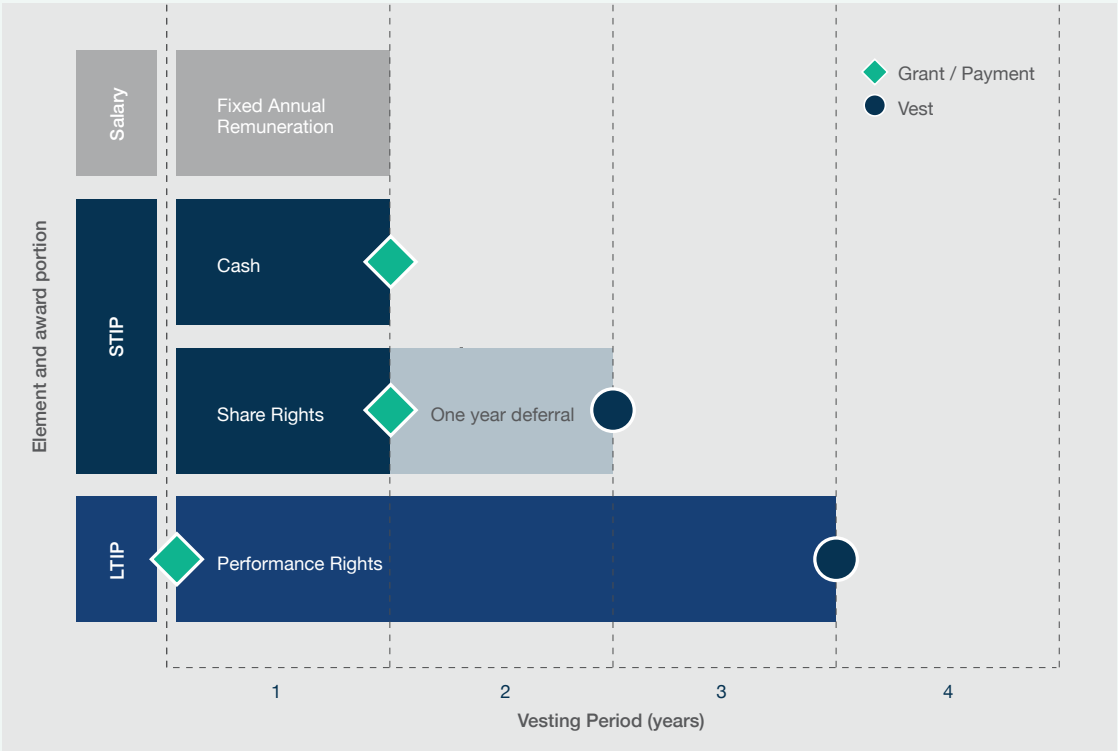 Grant / Payment
Vest
Element and award portion
Salary
Fixed Annual
Remuneration
STIP
Cash
Share Rights
One year deferral
LTIP
Performance Rights
1
2
3
4
Vesting Period (years)